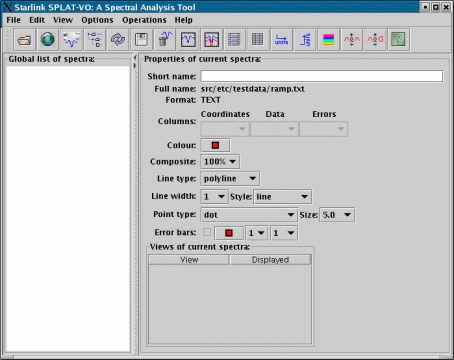 Starlink SPLAT-VO: A Spectral Analysis Tool
File Edit View Options Operations Help
units
Global list of spectra:
Properties of current spectra:
Short name:
Full name: src/etc/testdata/ramp.txt
Format: TEXT
Coordinates Data Errors
Columns:
Colour:
Composite: 100%
Line type: polyline
Line width: 1 Style: line
Point type: dot Size: 5.0
Error bars: 1 1
Views of current spectra:
View Displayed